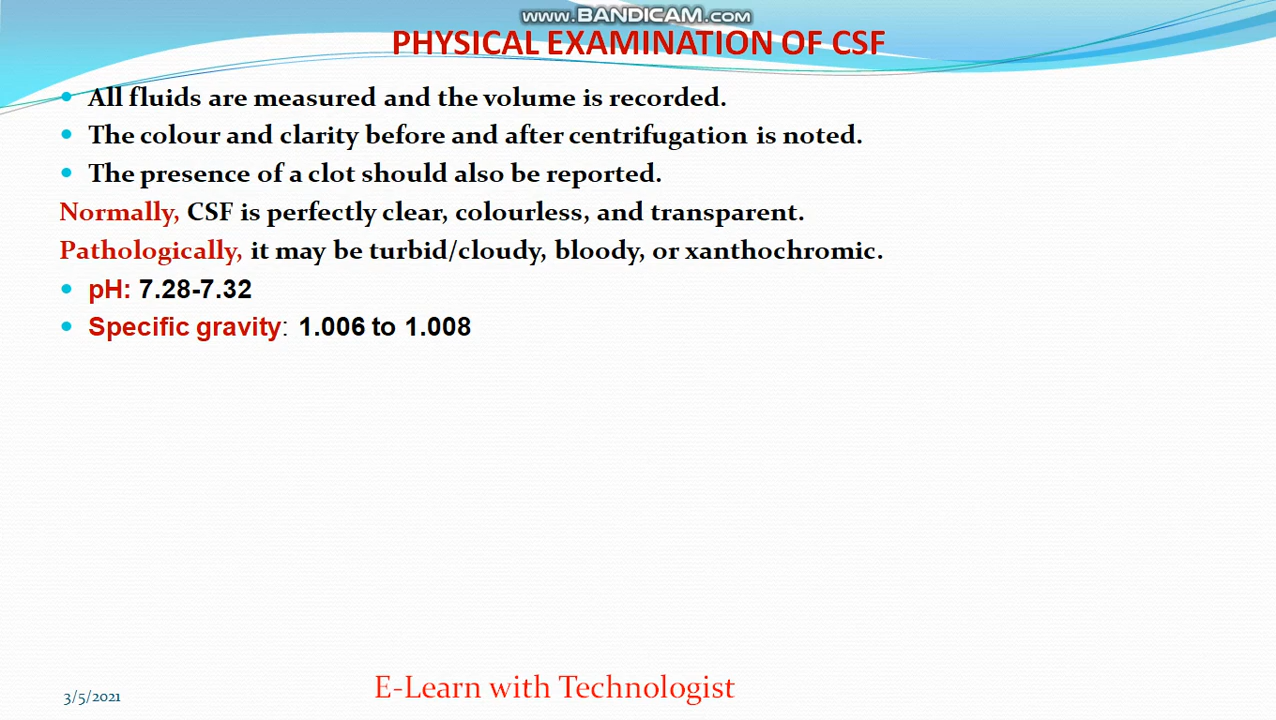 www.BANDICAM.com
PHYSICAL EXAMINATION OF CSF
• All fluids are measured and the volume is recorded.
• The colour and clarity before and after centrifugation is noted.
• The presence of a clot should also be reported.
Normally, CSF is perfectly clear, colourless, and transparent.
Pathologically, it may be turbid/cloudy, bloody, or xanthochromic.
• pH: 7.28-7.32
• Specific gravity: 1.006 to 1.008
3/5/2021
E-Learn with Technologist